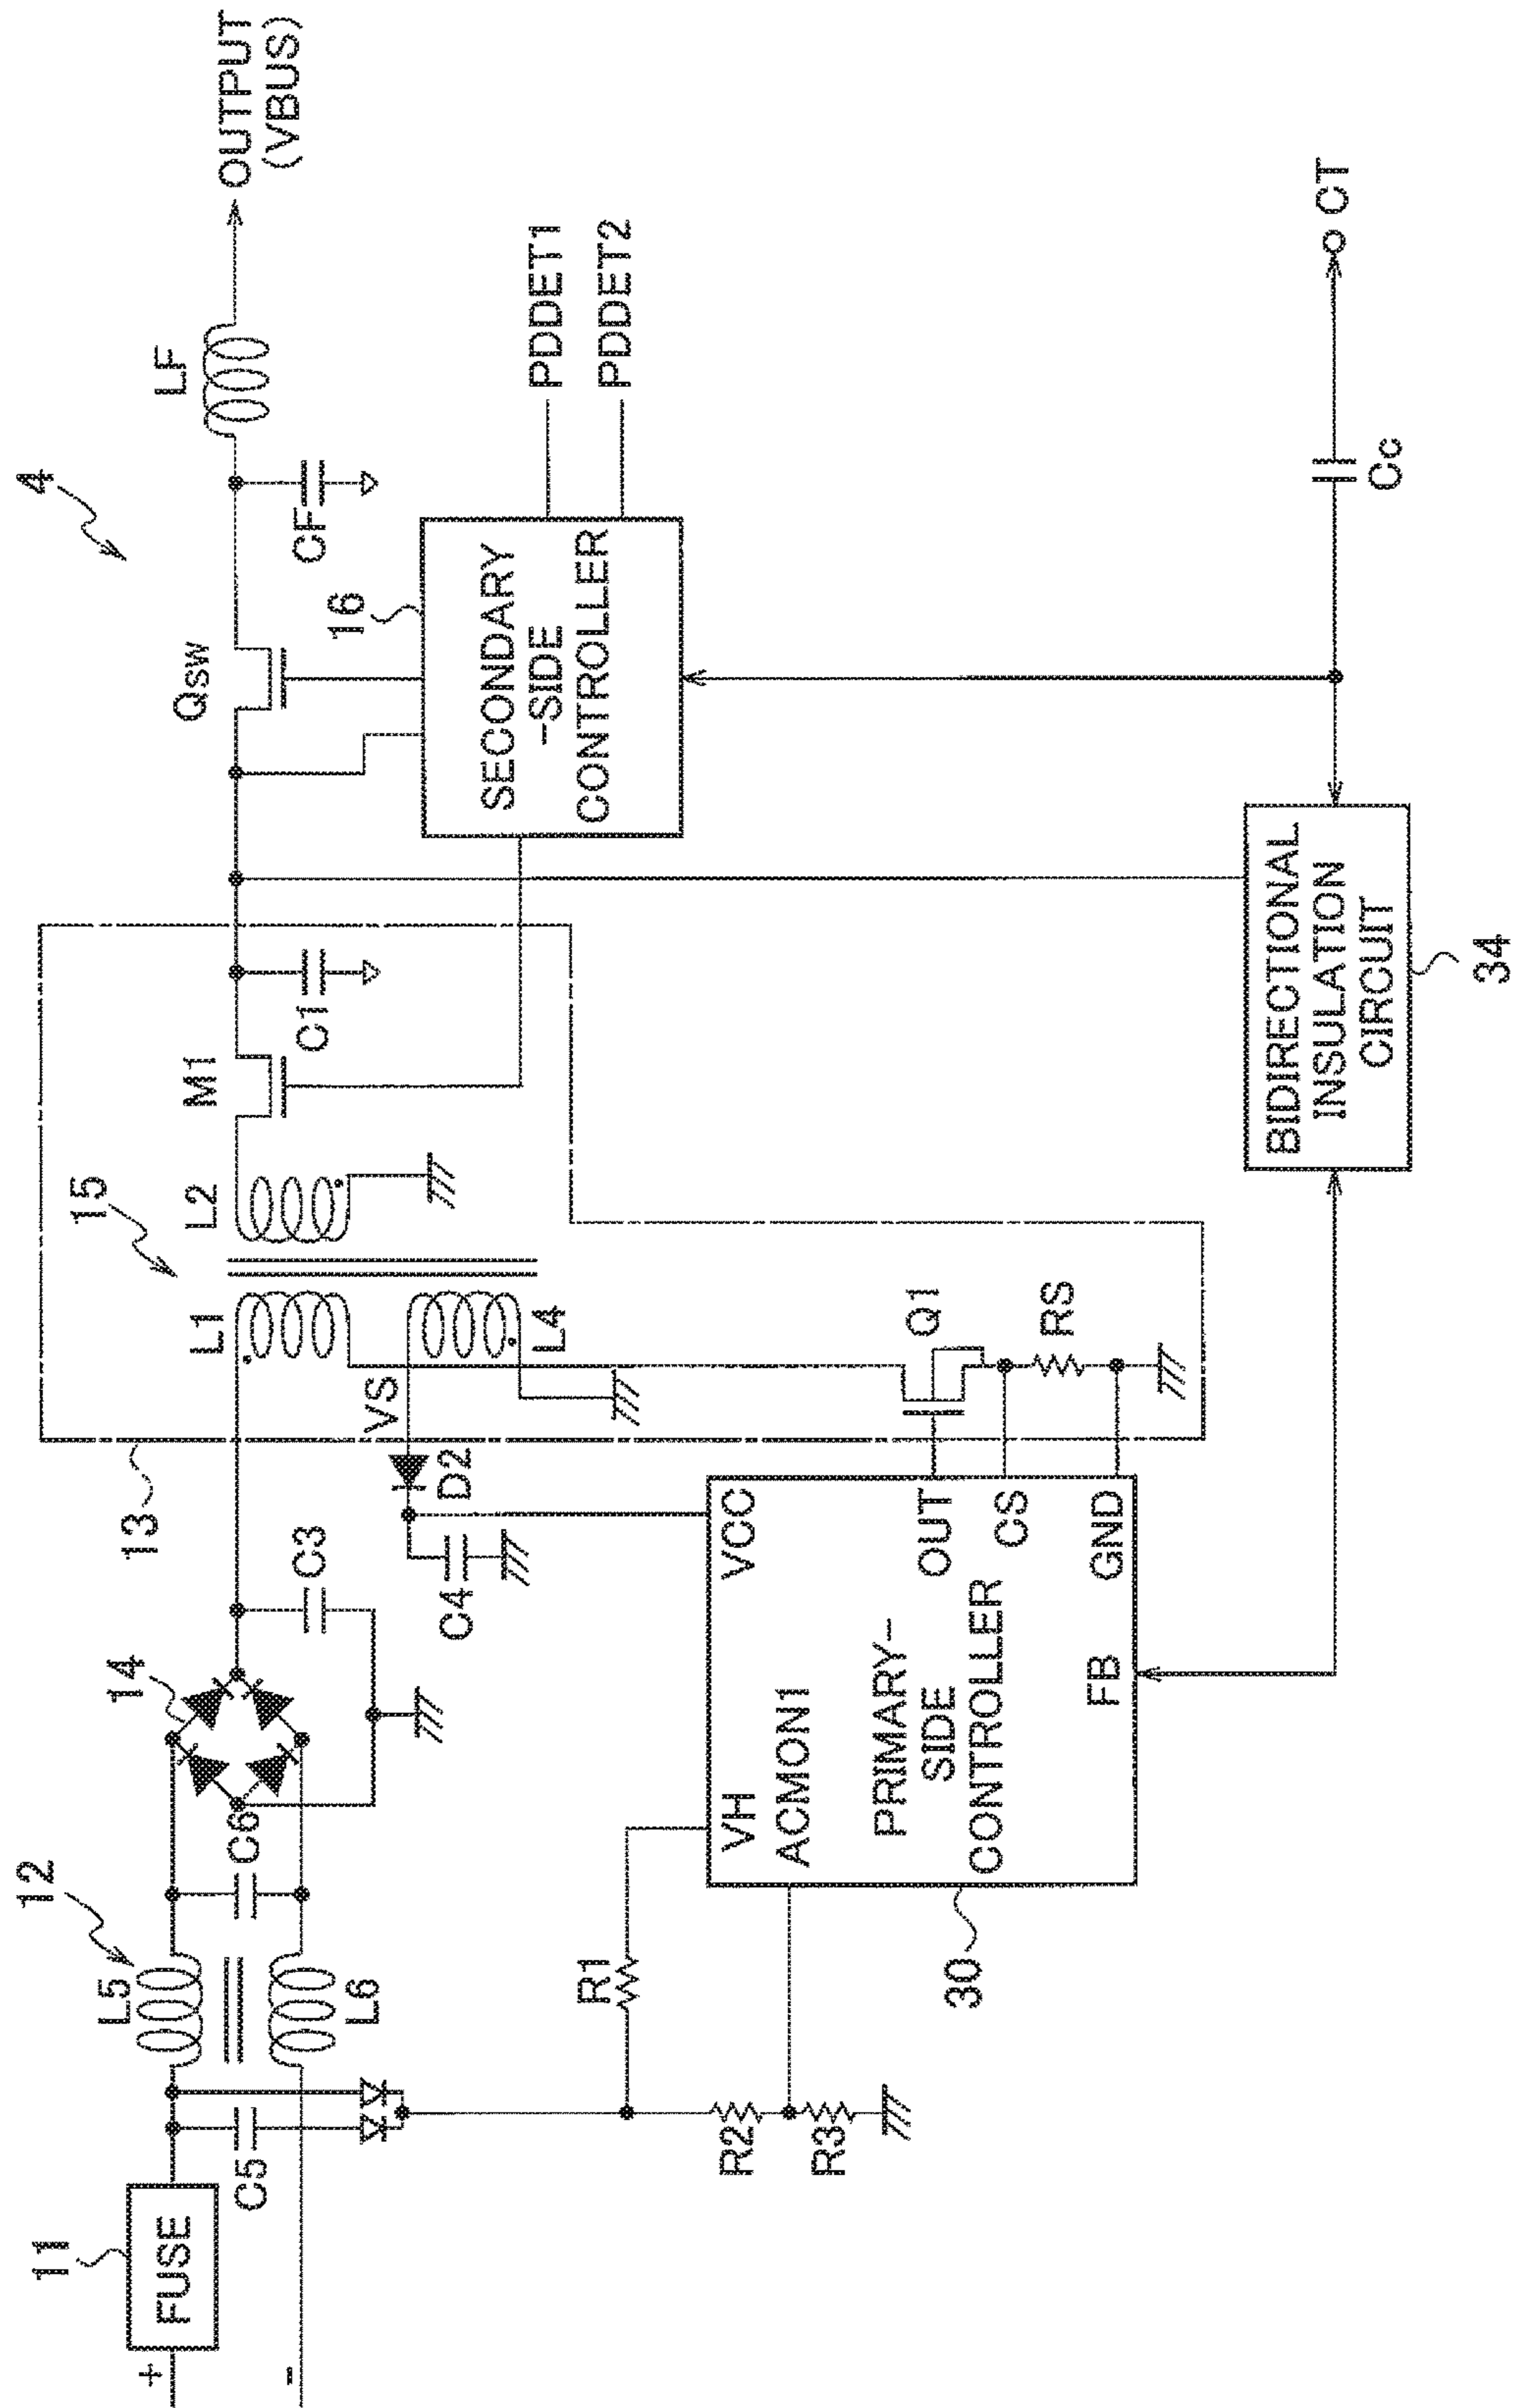 4
OUTPUT
(VBUS)
LF
QSW
CF
16
SECONDARY
-SIDE
CONTROLLER
PDDET1
PDDET2
CT
Cc
15
M1
C1
L2
L1
L4
VS
D2
Q1
RS
BIDIRECTIONAL
INSULATION
CIRCUIT
34
13
C3
C4
14
12
L5
L6
C6
VH
VCC
ACMON1
OUT
PRIMARY-
SIDE
CONTROLLER
CS
FB
GND
30
R1
R2
R3
11
FUSE
C5
+
-